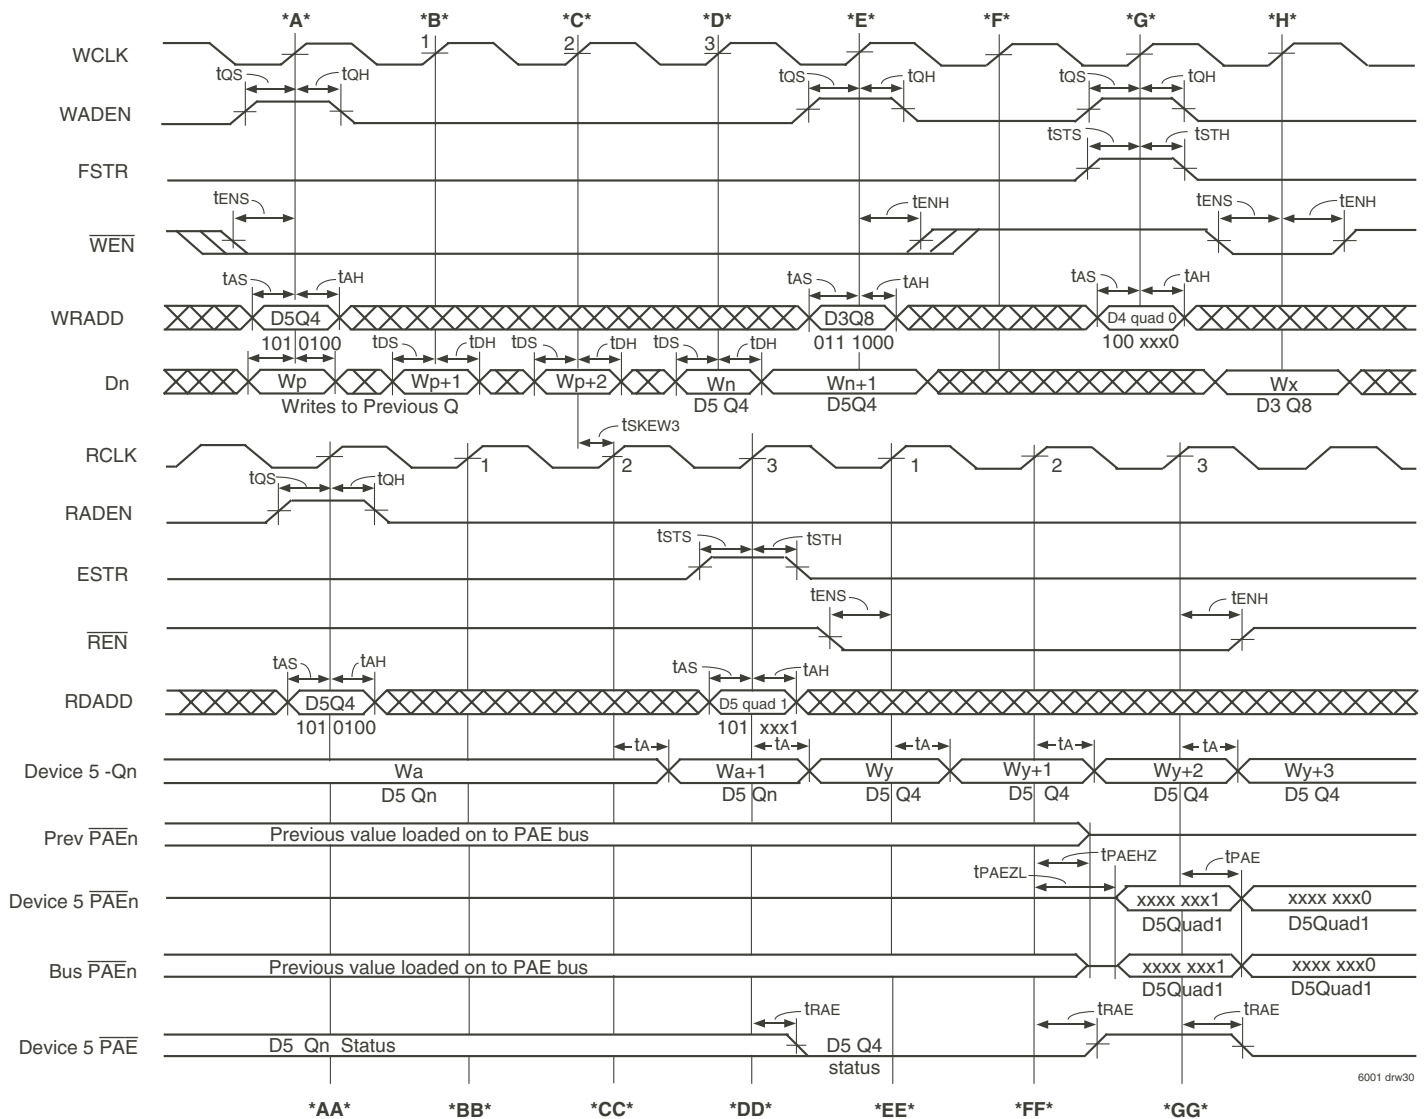 *A* *B* *C* *D* *E* *F* *G* *H*
WCLK 1 2 3
tQS tQH tQS tQH tQS tQH
WADEN
tSTS tSTH
FSTR
tENS tENH tENS tENH
WEN
tAS tAH tAS tAH tAS tAH
WRADD D5Q4 D3Q8 D4 quad 0
101 0100 011 1000 100 xxx0
tDS tDH tDS tDH tDS tDH
Dn Wp Wp+1 Wp+2 Wn Wn+1 Wx
Writes to Previous Q D5 Q4 D5Q4 D3 Q8
tSKEW3
RCLK 1 2 3 1 2 3
tQS tQH
RADEN
tSTS tSTH
ESTR
tENS tENH
REN
tAS tAH tAS tAH
RDADD D5Q4 D5 quad 1
101 0100 101 xxx1
tA tA tA tA tA
Device 5 -Qn Wa Wa+1 Wy Wy+1 Wy+2 Wy+3
D5 Qn D5 Qn D5 Q4 D5 Q4 D5 Q4 D5 Q4
Prev PAEn Previous value loaded on to PAE bus
tPAEHZ tPAE
tPAEZL
Device 5 PAEn xxxx xxx1 xxxx xxx0
D5Quad1 D5Quad1
Bus PAEn Previous value loaded on to PAE bus xxxx xxx1 xxxx xxx0
D5Quad1 D5Quad1
tRAE tRAE tRAE
Device 5 PAE D5 Qn Status D5 Q4
status
6001 drw30
*AA* *BB* *CC* *DD* *EE* *FF* *GG*